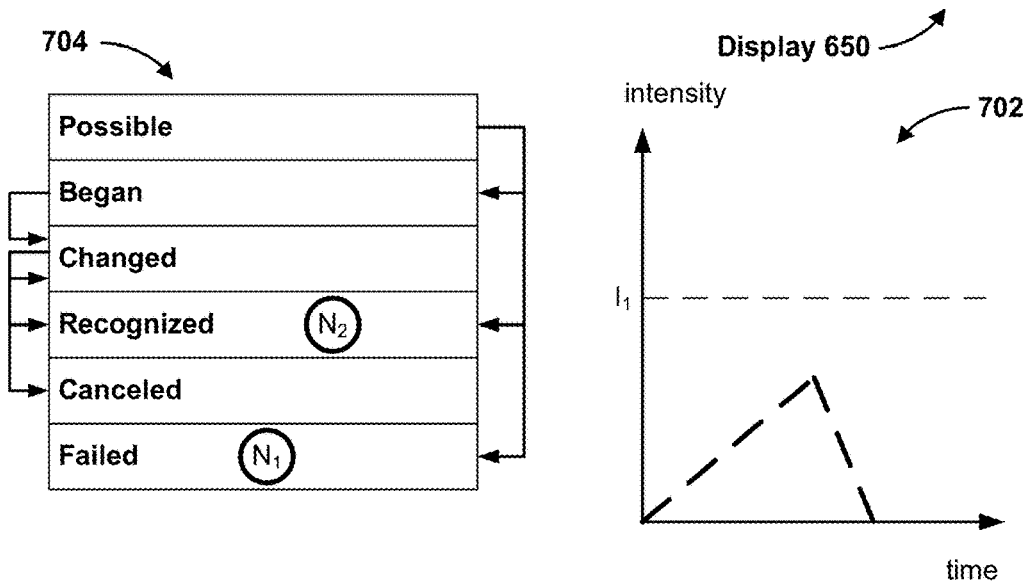 704
Possible
Began
Changed
Recognized N₂
Canceled
Failed N₁
Display 650
intensity
702
I₁
time